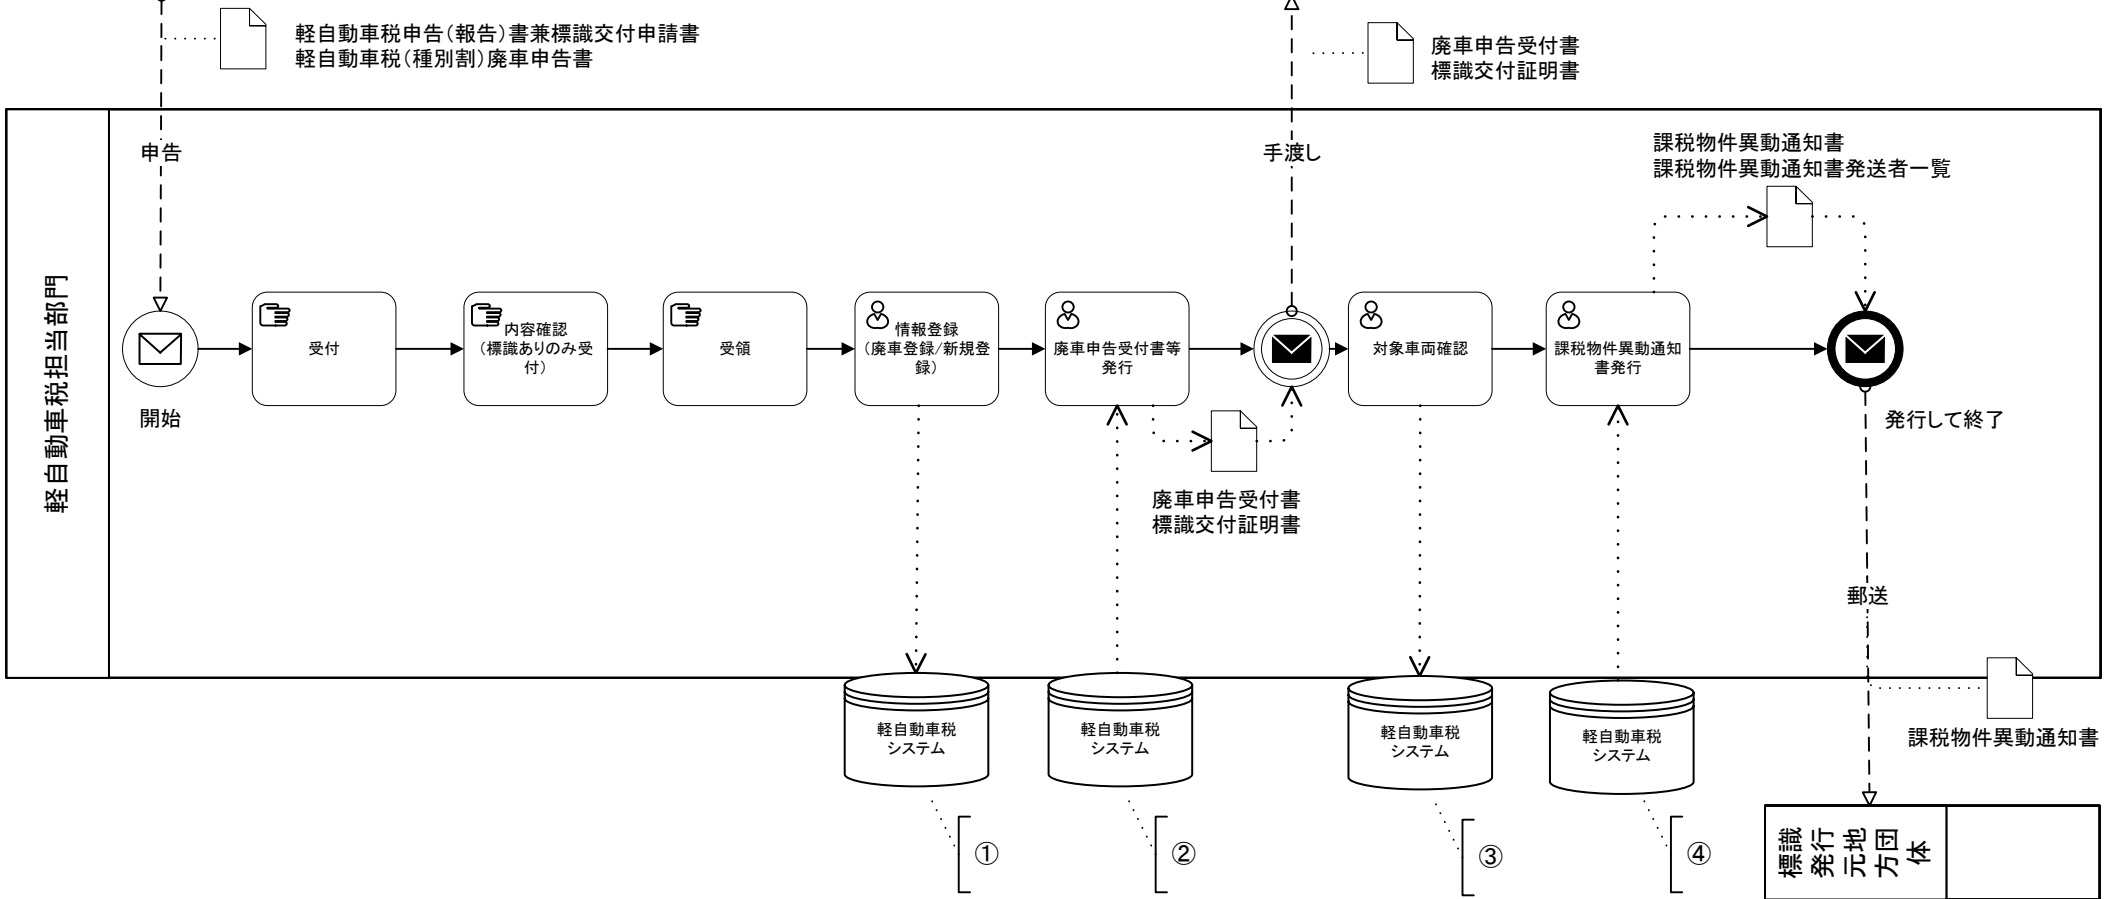 軽自動車税申告（報告）書兼標識交付申請書
軽自動車税（種別割）廃車申告書
廃車申告受付書
標識交付証明書
軽自動車税担当部門
申告
手渡し
課税物件異動通知書
課税物件異動通知書発送者一覧
開始
受付
内容確認
（標識ありのみ受
付）
受領
情報登録
（廃車登録/新規登
録）
廃車申告受付書等
発行
対象車両確認
課税物件異動通知
書発行
発行して終了
廃車申告受付書
標識交付証明書
郵送
軽自動車税
システム
軽自動車税
システム
軽自動車税
システム
軽自動車税
システム
課税物件異動通知書
①
②
③
④
標識
発行
元地
方団
体